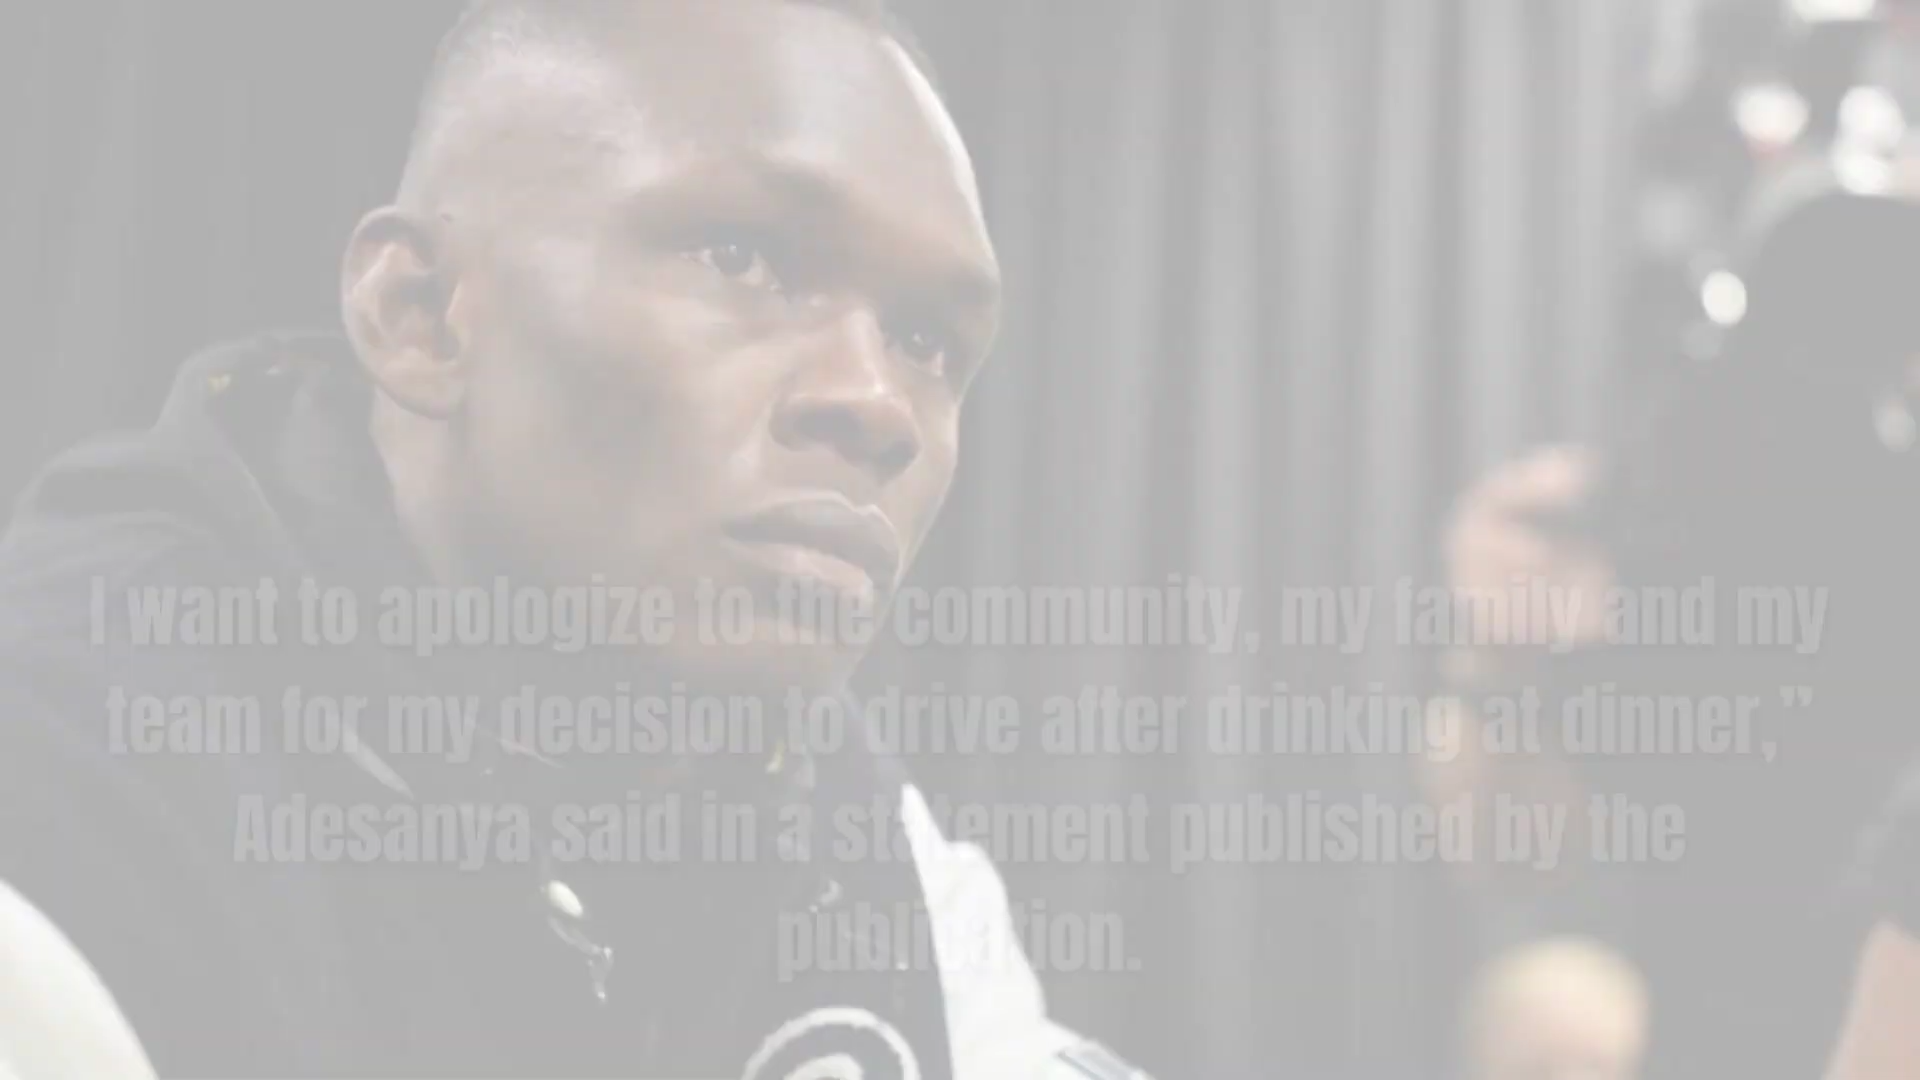 I want to apologize to the community, my family and my
team for my decision to drive after drinking at dinner,”
Adesanya said in a statement published by the
publication.